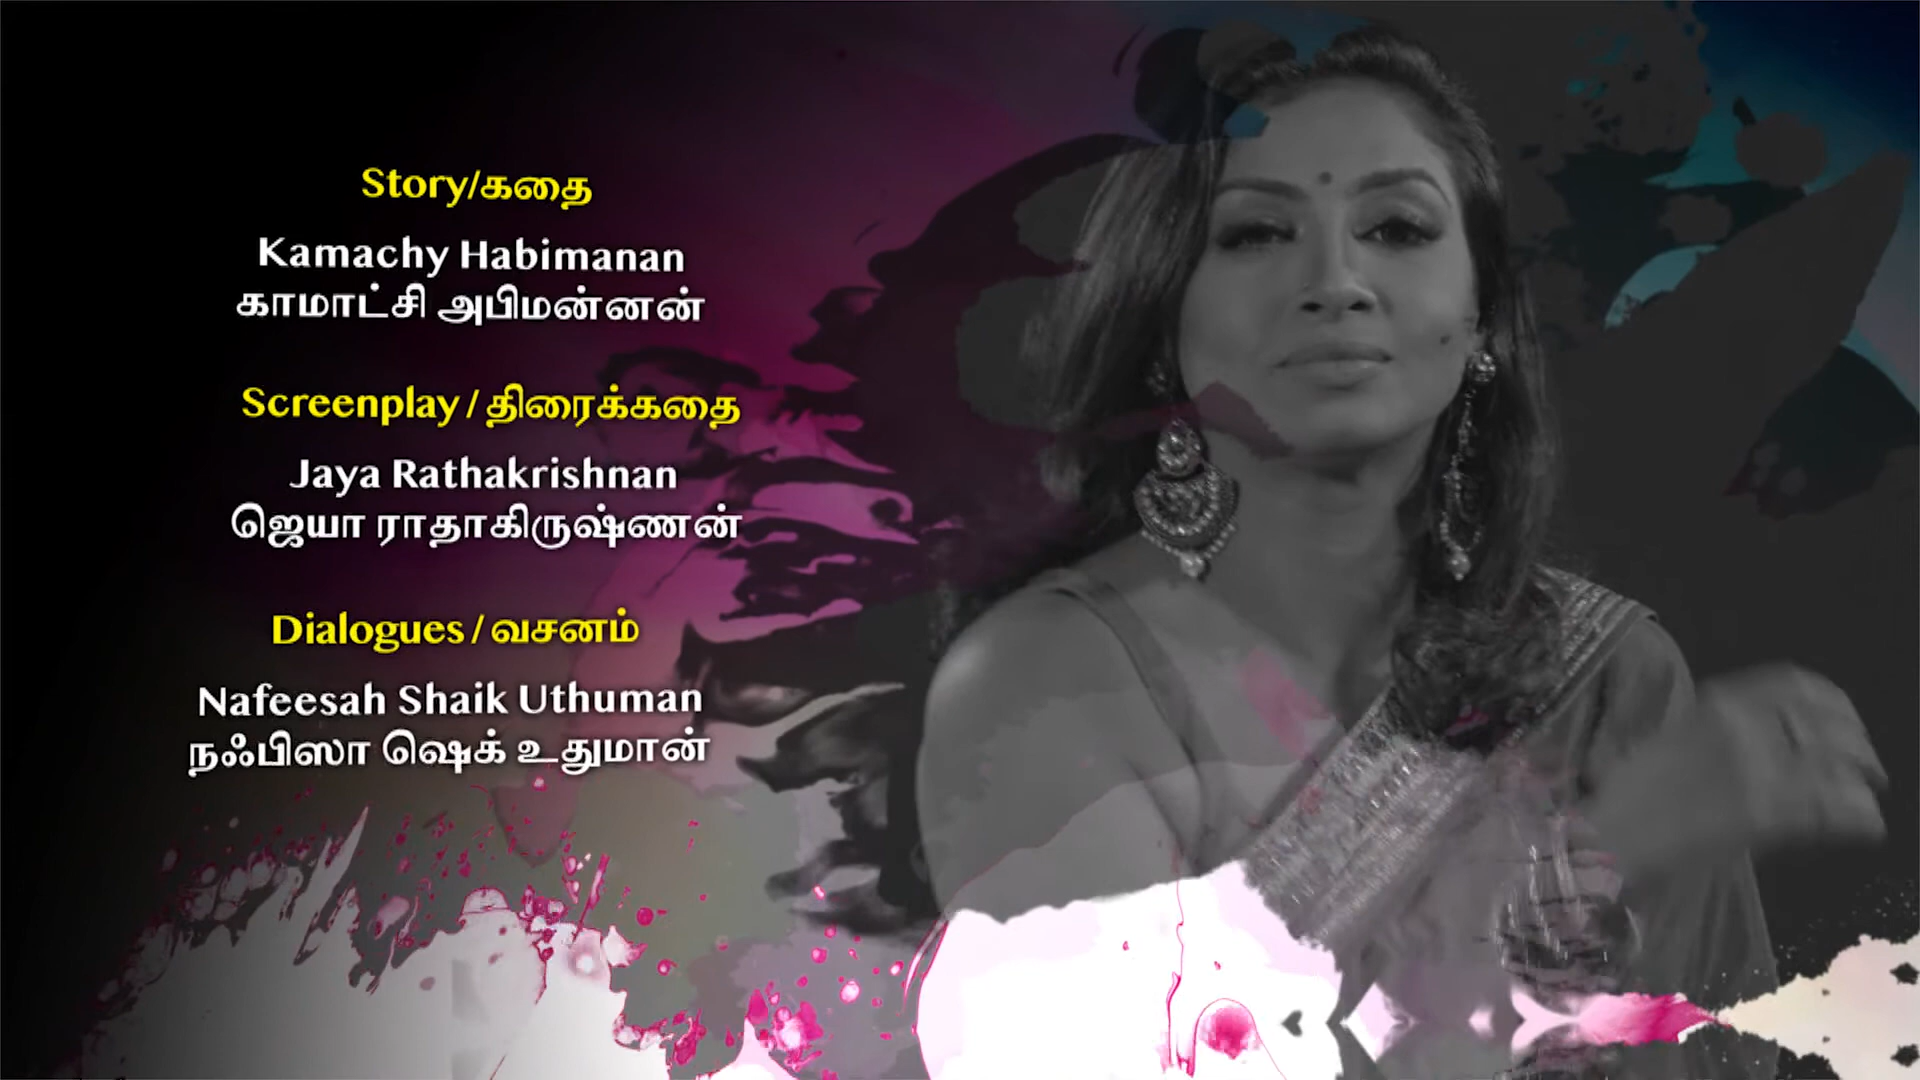 Story/கதை
Kamachy Habimanan
காமாட்சி அபிமன்னன்
Screenplay / திரைக்கதை
Jaya Rathakrishnan
ஜெயா ராதாகிருஷ்ணன்
Dialogues / வசனம்
Nafeesah Shaik Uthuman
நஃபிஸா ஷெக் உதுமான்